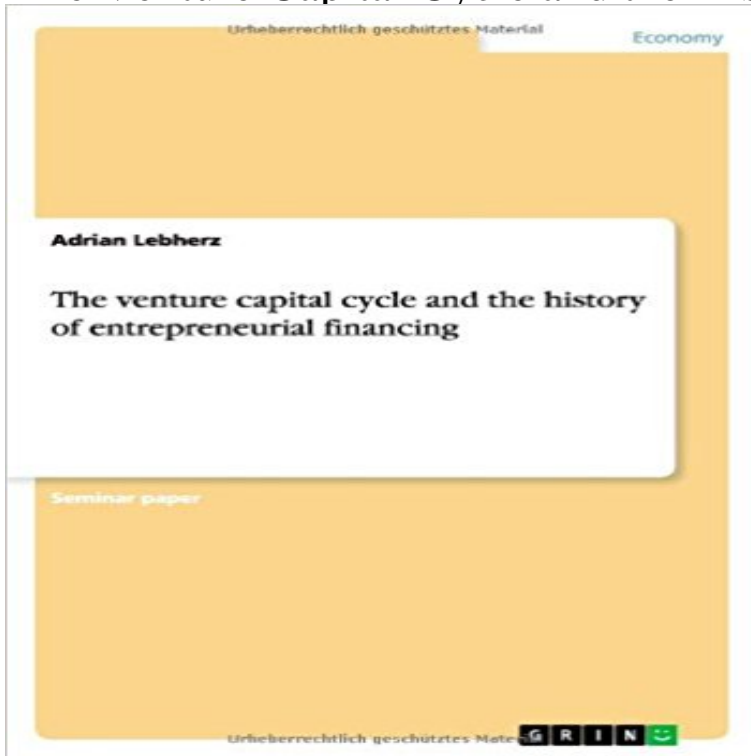 Urheberrechtlich geschütztes Material
Economy
Adrian Lebherz
The venture capital cycle and the history
of entrepreneurial financing
Seminar paper
Urheberrechtlich geschütztes Mate
G R I N